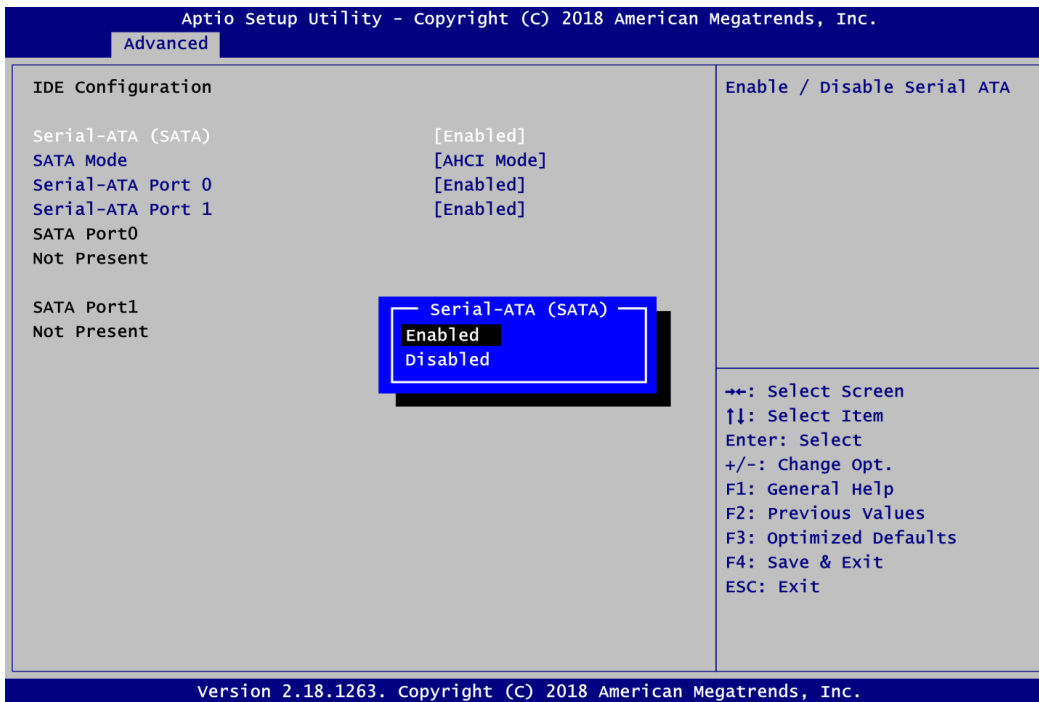 Aptio Setup Utility - Copyright (C) 2018 American Megatrends, Inc.
Advanced
IDE Configuration
Serial-ATA (SATA) [Enabled]
SATA Mode [AHCI Mode]
Serial-ATA Port 0 [Enabled]
Serial-ATA Port 1 [Enabled]
SATA Port0
Not Present
SATA Port1
Not Present
Serial-ATA (SATA)
Enabled
Disabled
Enable / Disable Serial ATA
→←: Select Screen
↑↓: Select Item
Enter: Select
+/-: Change Opt.
F1: General Help
F2: Previous Values
F3: Optimized Defaults
F4: Save & Exit
ESC: Exit
Version 2.18.1263. Copyright (C) 2018 American Megatrends, Inc.